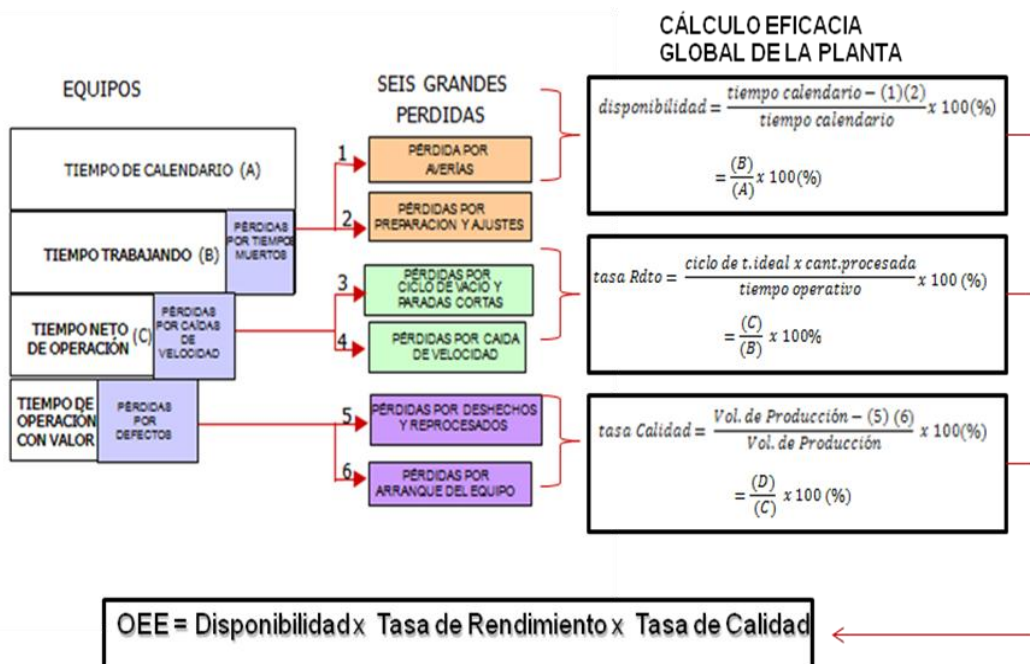 CÁLCULO EFICACIA
GLOBAL DE LA PLANTA
EQUIPOS
SEIS GRANDES
PERDIDAS
TIEMPO DE CALENDARIO (A)
TIEMPO TRABAJANDO (B)
PÉRDIDAS
POR TIEMPOS
MUERTOS
TIEMPO NETO
DE OPERACIÓN (C)
PÉRDIDAS
POR CAÍDAS
DE
VELOCIDAD
TIEMPO DE
OPERACIÓN
CON VALOR
PÉRDIDAS
POR
DEFECTOS
1
PÉRDIDA POR
AVERÍAS
2
PÉRDIDAS POR
PREPARACION Y AJUSTES
3
PÉRDIDAS POR
CICLO DE VACIO Y
PARADAS CORTAS
4
PÉRDIDAS POR CAIDA
DE VELOCIDAD
5
PÉRDIDAS POR DESHECHOS
Y REPROCESADOS
6
PÉRDIDAS POR
ARRANQUE DEL EQUIPO
disponibilidad = tiempo calendario − (1)(2) / tiempo calendario x 100(%)
= (B) / (A) x 100(%)
tasa Rdto = ciclo de t.ideal x cant.procesada / tiempo operativo x 100 (%)
= (C) / (B) x 100%
tasa Calidad = Vol. de Producción − (5) (6) / Vol. de Producción x 100(%)
= (D) / (C) x 100 (%)
OEE = Disponibilidad x Tasa de Rendimiento x Tasa de Calidad